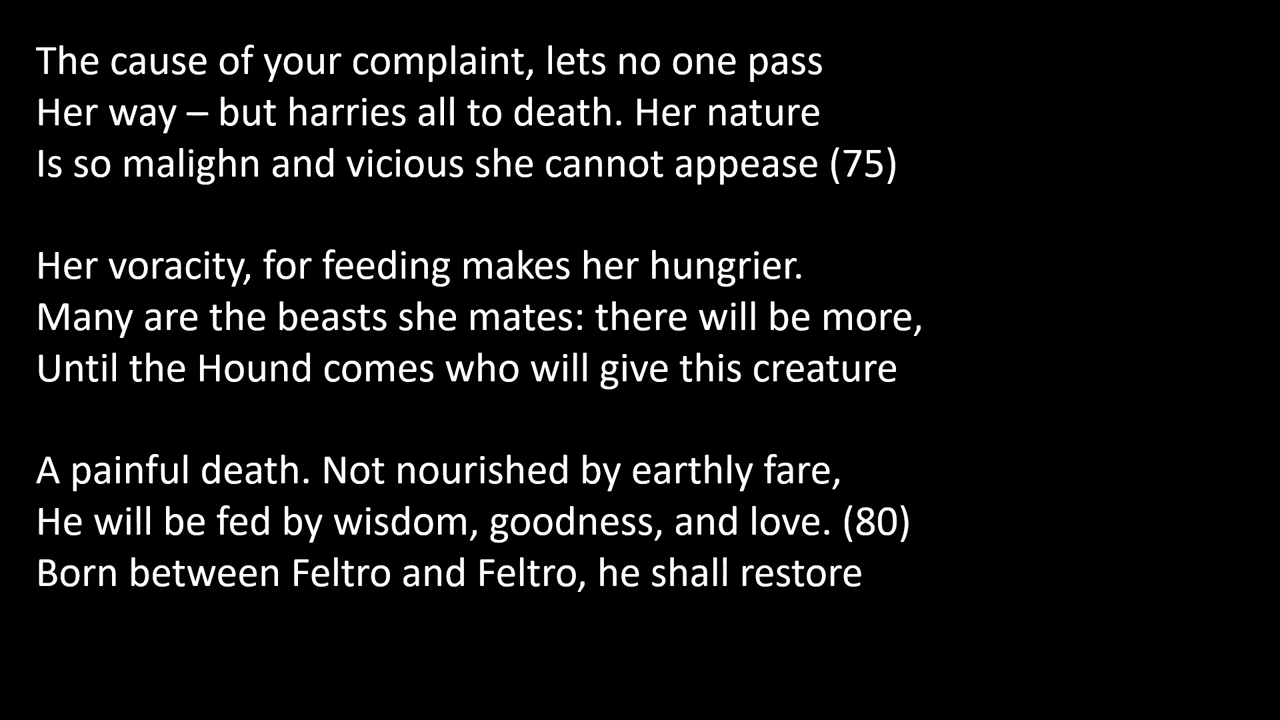 The cause of your complaint, lets no one pass
Her way – but harries all to death. Her nature
Is so malighn and vicious she cannot appease (75)
Her voracity, for feeding makes her hungrier.
Many are the beasts she mates: there will be more,
Until the Hound comes who will give this creature
A painful death. Not nourished by earthly fare,
He will be fed by wisdom, goodness, and love. (80)
Born between Feltro and Feltro, he shall restore